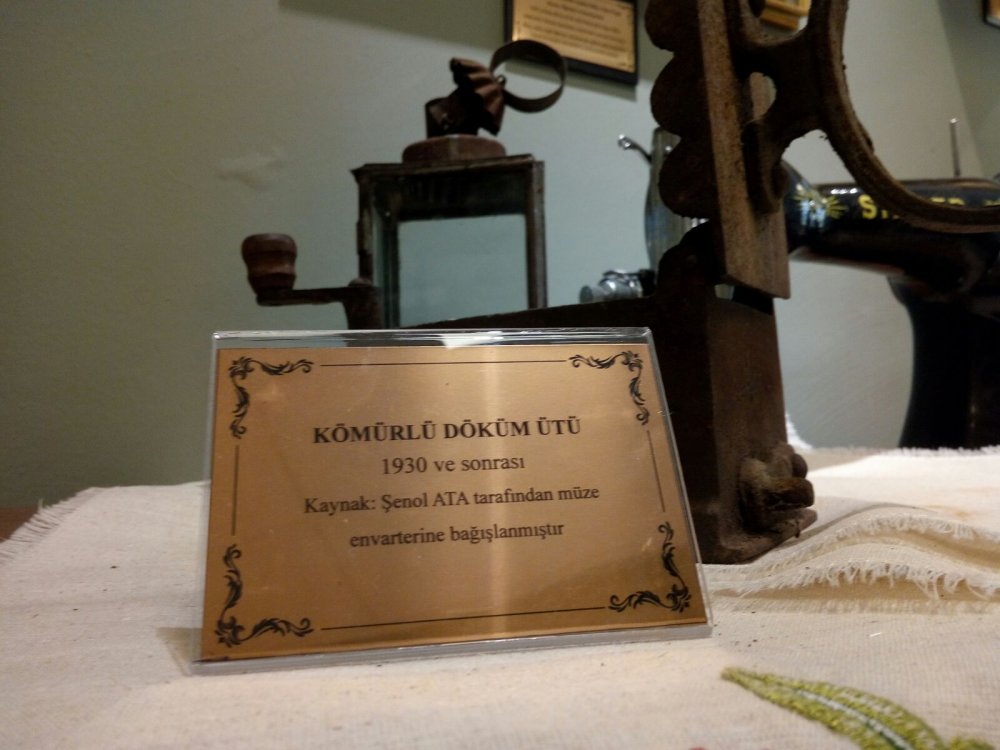 KÖMÜRLÜ DÖKÜM ÜTÜ
1930 ve sonrası
Kaynak: Şenol ATA tarafından müze
envarterine bağışlanmıştır